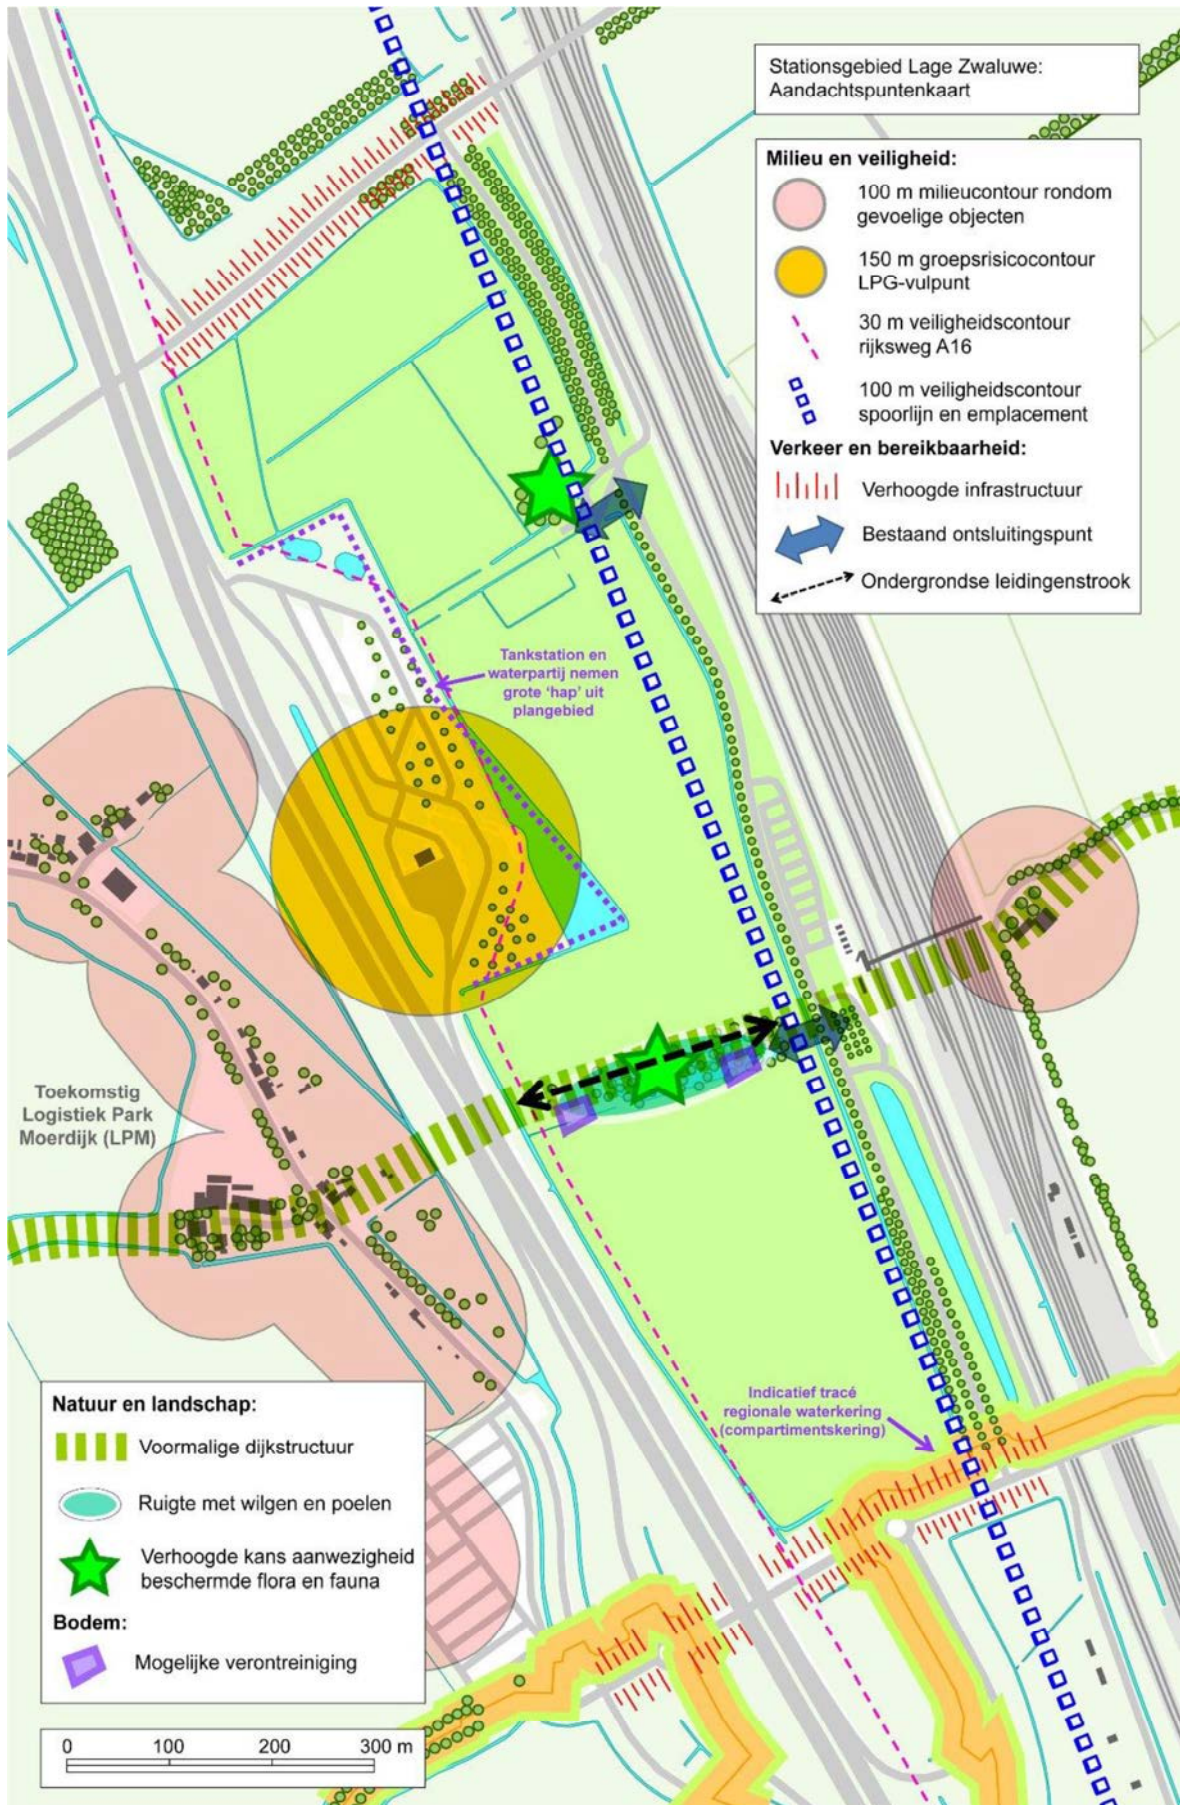 Stationsgebied Lage Zwaluwe:
Aandachtspuntenkaart
Milieu en veiligheid:
100 m milieucontour rondom
gevoelige objecten
150 m groepsrisicocontour
LPG-vulpunt
30 m veiligheidscontour
rijksweg A16
100 m veiligheidscontour
spoorlijn en emplacement
Verkeer en bereikbaarheid:
Verhoogde infrastructuur
Bestaand ontsluitingspunt
Ondergrondse leidingenstrook
Tankstation en
waterpartij nemen
grote ‘hap’ uit
plangebied
Toekomstig
Logistiek Park
Moerdijk (LPM)
Indicatief tracé
regionale waterkering
(compartimentskering)
Natuur en landschap:
Voormalige dijkstructuur
Ruigte met wilgen en poelen
Verhoogde kans aanwezigheid
beschermde flora en fauna
Bodem:
Mogelijke verontreiniging
0 100 200 300 m